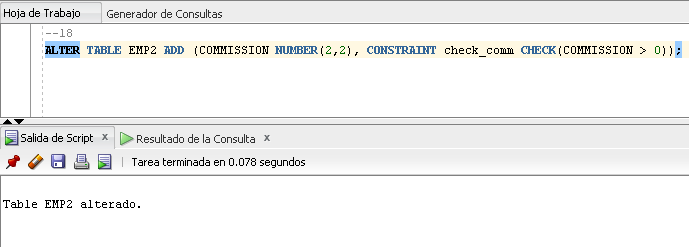 Hoja de Trabajo Generador de Consultas
--18
ALTER TABLE EMP2 ADD (COMMISSION NUMBER(2,2), CONSTRAINT check_comm CHECK(COMMISSION > 0));
Salida de Script x Resultado de la Consulta x
Tarea terminada en 0.078 segundos
Table EMP2 alterado.